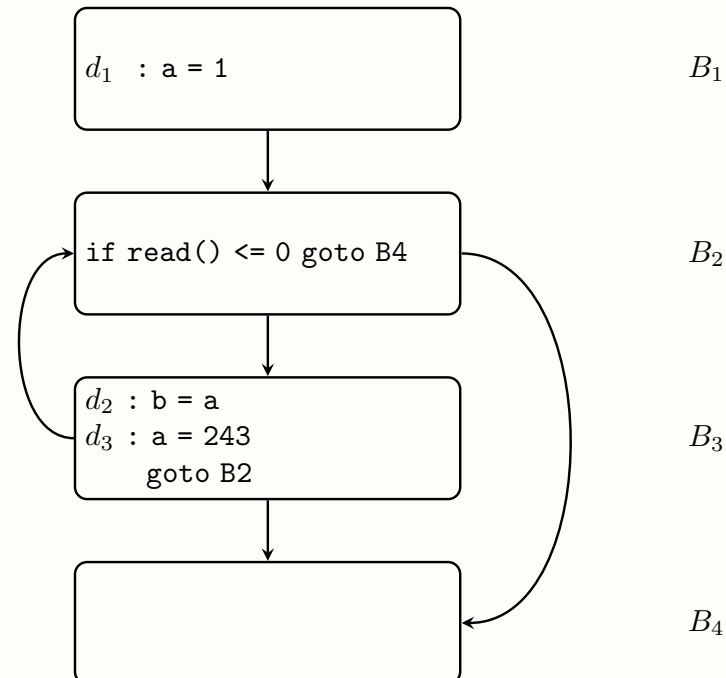 d₁ : a = 1
B₁
if read() <= 0 goto B4
B₂
d₂ : b = a
d₃ : a = 243
goto B2
B₃
B₄